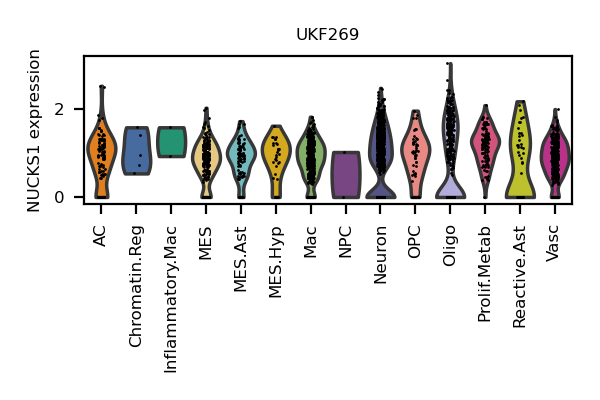 UKF269
NUCKS1 expression
2
0
AC
Chromatin.Reg
Inflammatory.Mac
MES
MES.Ast
MES.Hyp
Mac
NPC
Neuron
OPC
Oligo
Prolif.Metab
Reactive.Ast
Vasc